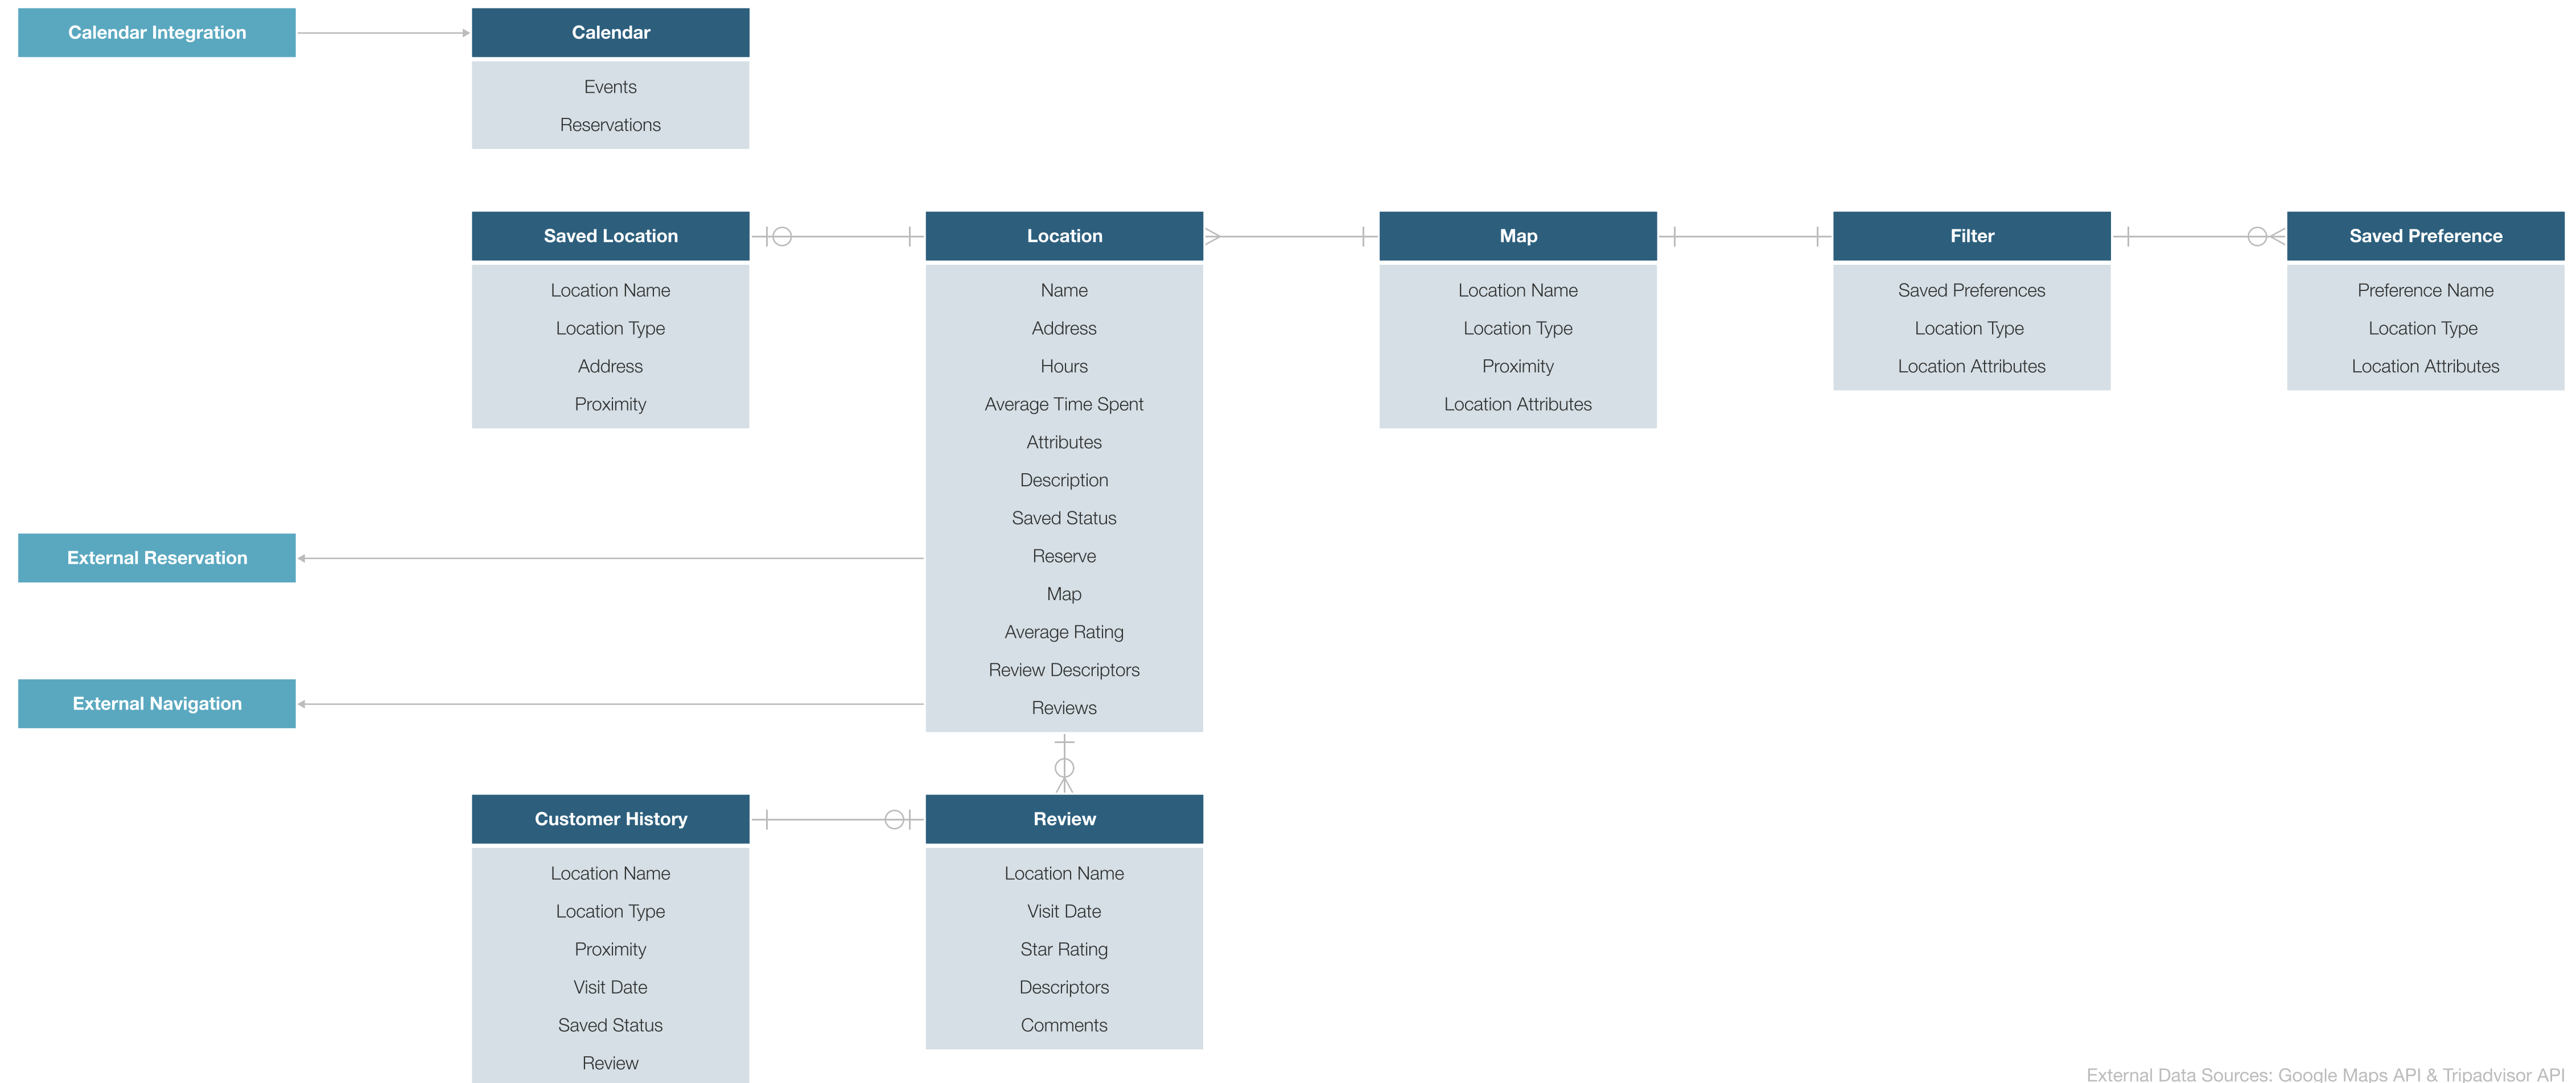 Calendar Integration
Calendar
Events
Reservations
Saved Location
Location Name
Location Type
Address
Proximity
Location
Name
Address
Hours
Average Time Spent
Attributes
Description
Saved Status
Reserve
Map
Average Rating
Review Descriptors
Reviews
Map
Location Name
Location Type
Proximity
Location Attributes
Filter
Saved Preferences
Location Type
Location Attributes
Saved Preference
Preference Name
Location Type
Location Attributes
External Reservation
External Navigation
Customer History
Location Name
Location Type
Proximity
Visit Date
Saved Status
Review
Review
Location Name
Visit Date
Star Rating
Descriptors
Comments
External Data Sources: Google Maps API & Tripadvisor API